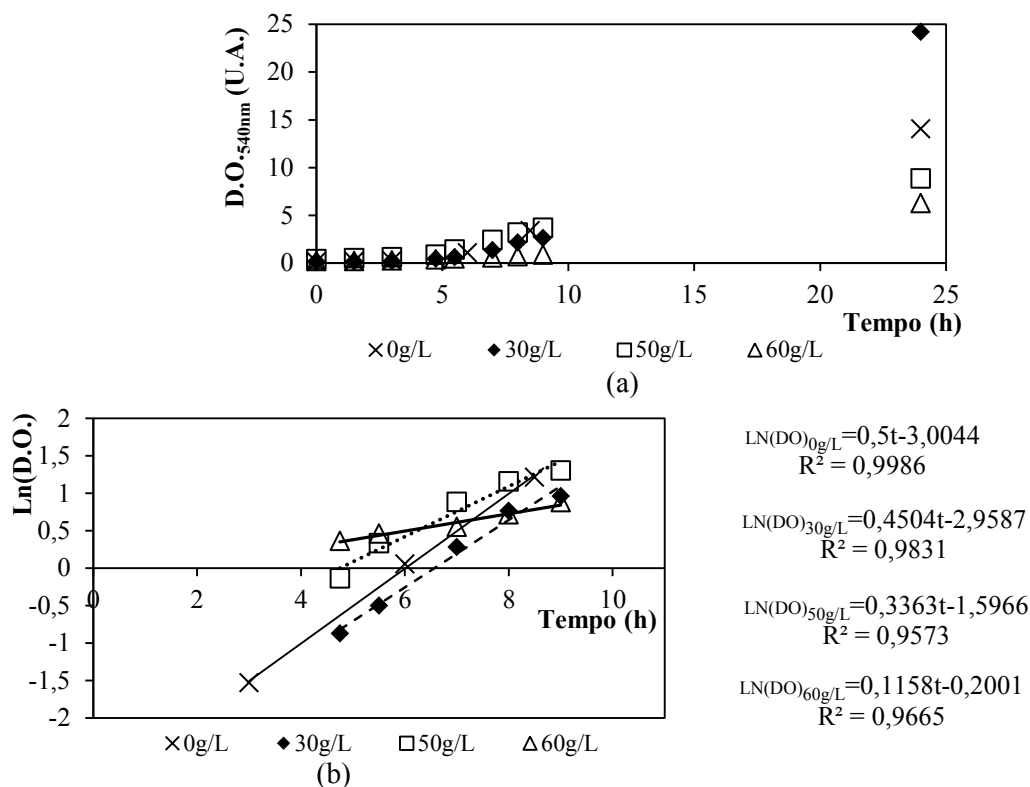 D.O.540nm (U.A.)
25
20
15
10
5
0
0 5 10 15 20 25
Tempo (h)
0g/L 30g/L 50g/L 60g/L
(a)
Ln(D.O.)
2
1,5
1
0,5
0
-0,5
-1
-1,5
-2
0 2 4 6 8 10
Tempo (h)
0g/L 30g/L 50g/L 60g/L
(b)
LN(DO)0g/L=0,5t-3,0044
R² = 0,9986
LN(DO)30g/L=0,4504t-2,9587
R² = 0,9831
LN(DO)50g/L=0,3363t-1,5966
R² = 0,9573
LN(DO)60g/L=0,1158t-0,2001
R² = 0,9665